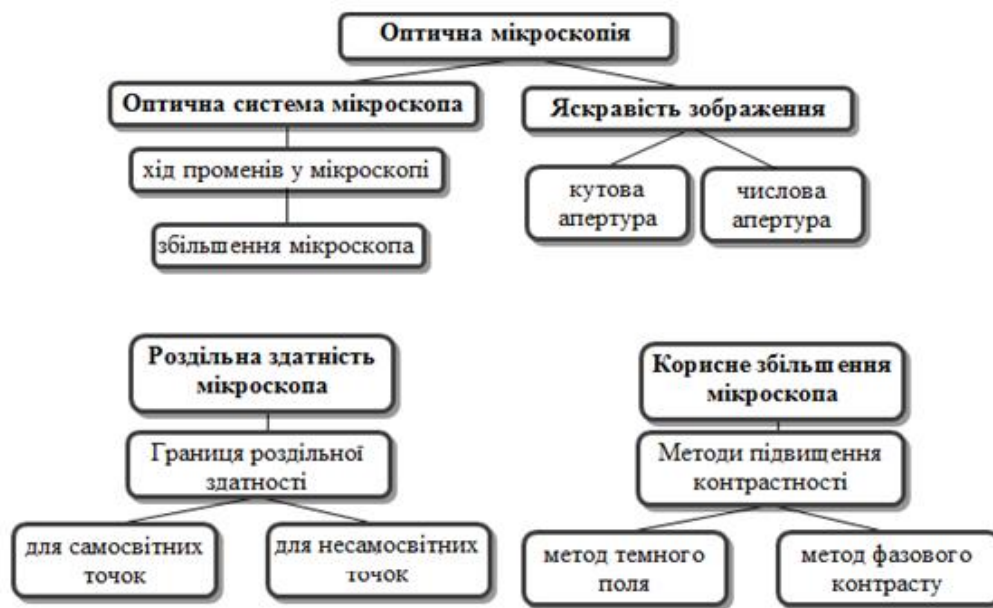 Оптична мікроскопія
Оптична система мікроскопа
Яскравість зображення
хід променів у мікроскопі
кутова
апертура
числова
апертура
збільшення мікроскопа
Роздільна здатність
мікроскопа
Корисне збільшення
мікроскопа
Границя роздільної
здатності
Методи підвищення
контрастності
для самосвітних
точок
для несамосвітних
точок
метод темного
поля
метод фазового
контрасту